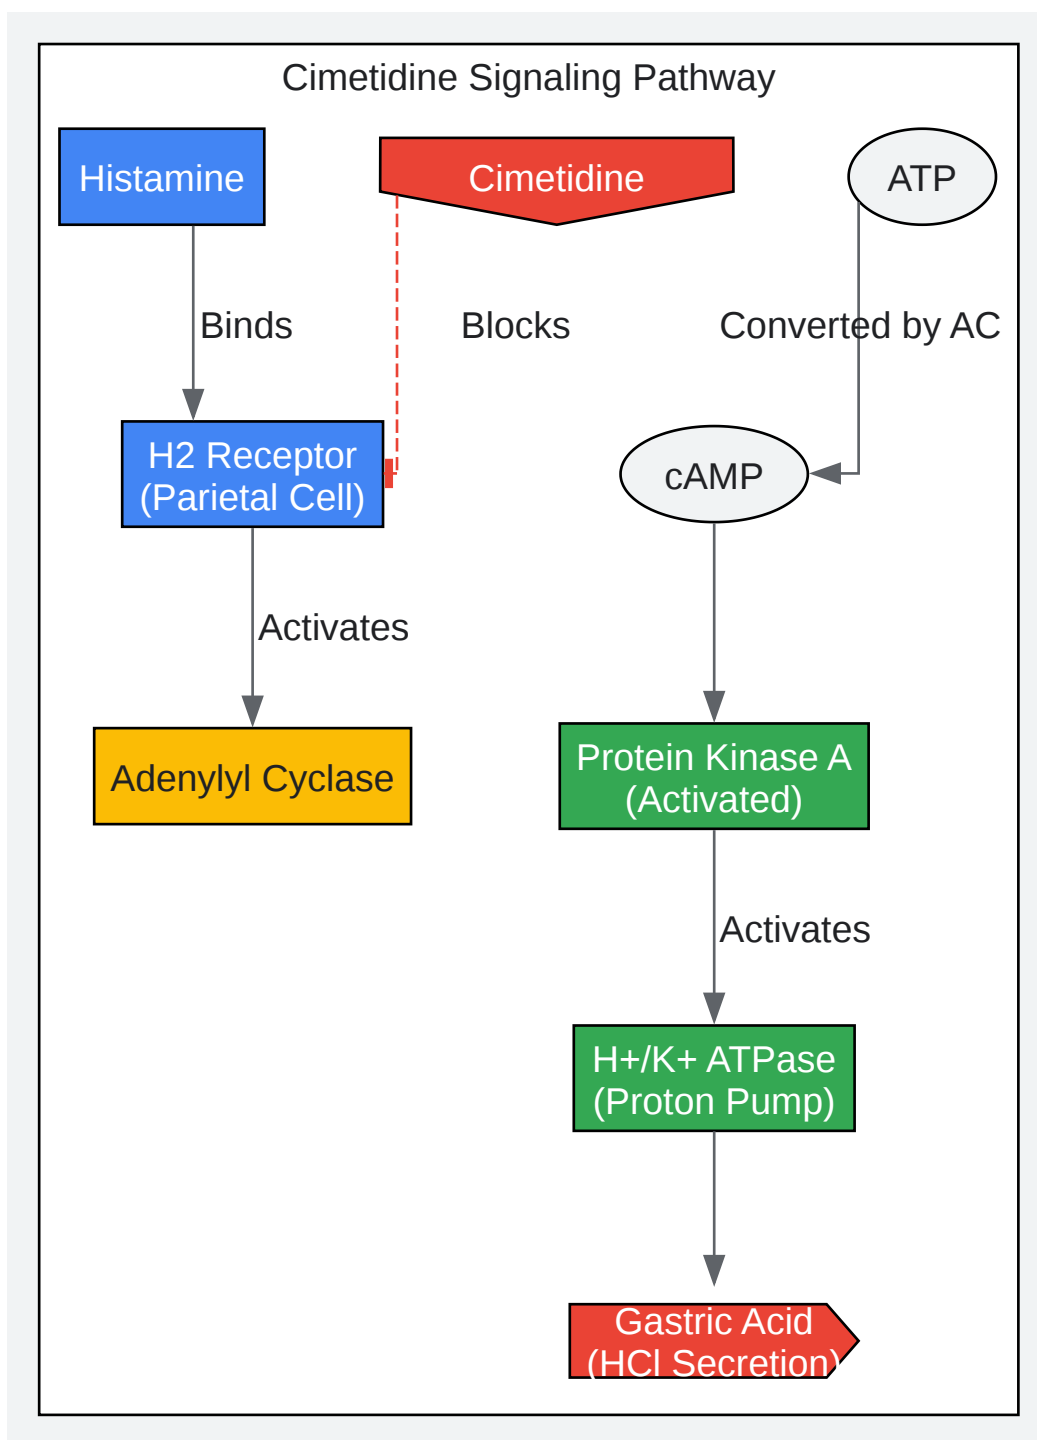 Cimetidine Signaling Pathway
Histamine
Cimetidine
ATP
Binds
Blocks
Converted by AC
H2 Receptor
(Parietal Cell)
cAMP
Activates
Adenylyl Cyclase
Protein Kinase A
(Activated)
Activates
H+/K+ ATPase
(Proton Pump)
Gastric Acid
(HCl Secretion)